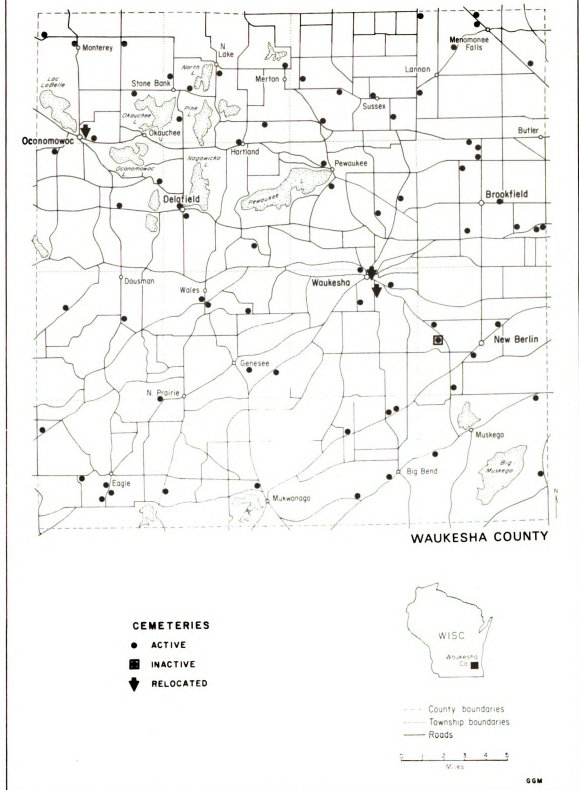 Monterey
N
Lake
Menomonee
Falls
North
L.
Stone Bank
Merton
Lannon
Lac
LaBelle
Sussex
Okauchee
L
Pine
L
Oconomowoc
Okauchee
Butler
Hartland
Oconomowoc
L
Nagawicka
L
Pewaukee
Delafield
Pewaukee
L
Brookfield
Dousman
Waukesha
Wales
New Berlin
Genesee
N. Prairie
Muskego
Big
Muskego
L
Eagle
Big Bend
Mukwonago
N
WAUKESHA COUNTY
CEMETERIES
ACTIVE
INACTIVE
RELOCATED
WISC.
Waukesha
Co.
County boundaries
Township boundaries
Roads
0 1 2 3 4 5
Miles
GGM